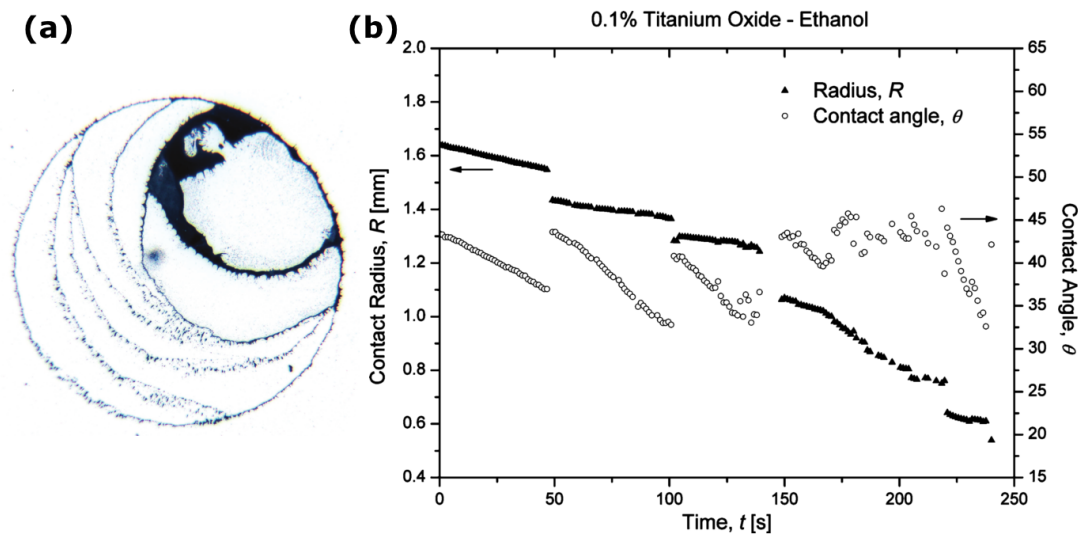 (a)
(b)
0.1% Titanium Oxide - Ethanol
Radius, R
Contact angle, θ
Contact Radius, R [mm]
2.0
1.8
1.6
1.4
1.2
1.0
0.8
0.6
0.4
65
60
55
50
45
40
35
30
25
20
15
Contact Angle, θ
0 50 100 150 200 250
Time, t [s]